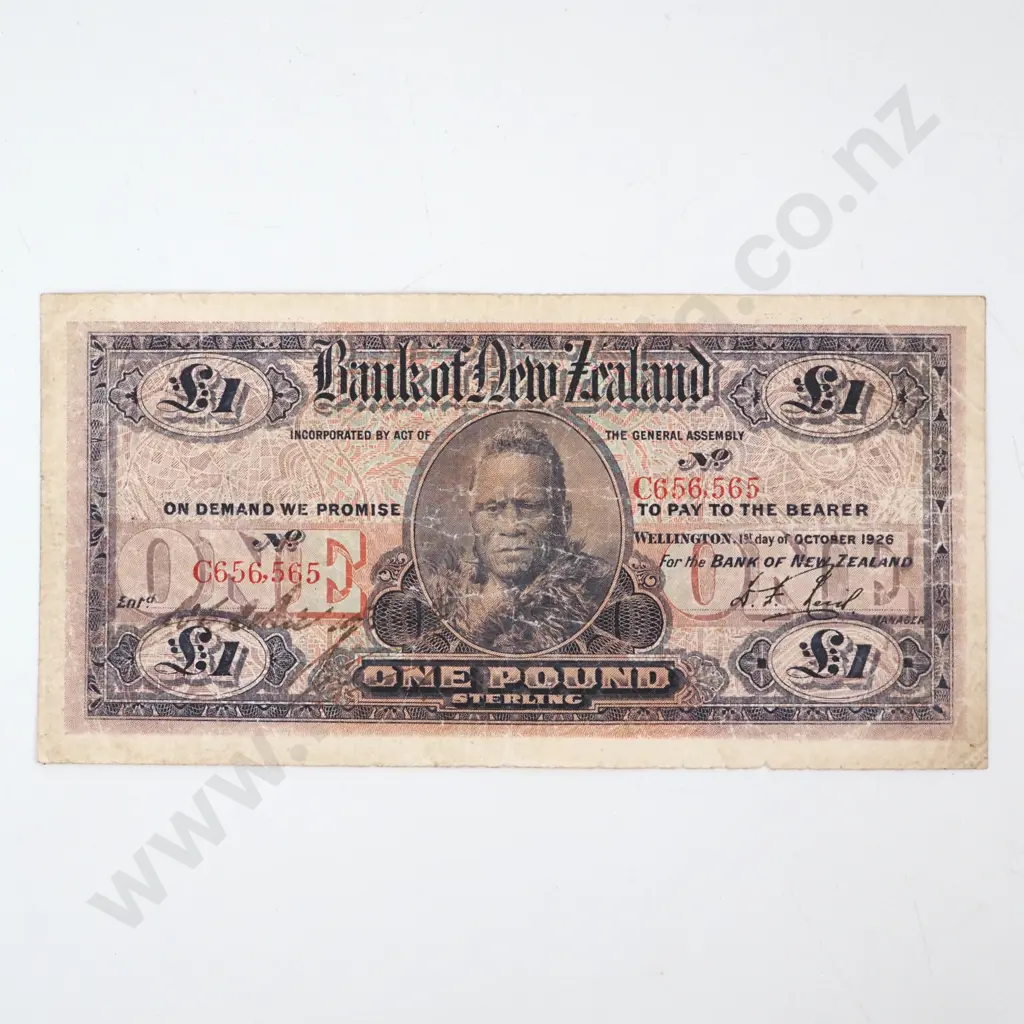 Bank of New Zealand
£1 £1
INCORPORATED BY ACT OF THE GENERAL ASSEMBLY
No
C656,565
ON DEMAND WE PROMISE TO PAY TO THE BEARER
WELLINGTON. 1st day of OCTOBER 1926
No
For the BANK OF NEW ZEALAND
C656,565
ONE ONE
Entd
MANAGER
£1 £1
ONE POUND
STERLING